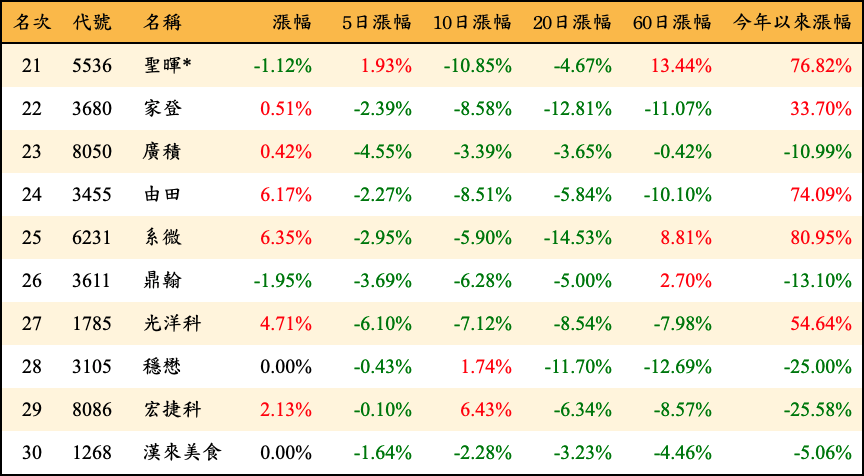 名次 代號 名稱 漲幅 5日漲幅 10日漲幅 20日漲幅 60日漲幅 今年以來漲幅
21 5536 聖暉* -1.12% 1.93% -10.85% -4.67% 13.44% 76.82%
22 3680 家登 0.51% -2.39% -8.58% -12.81% -11.07% 33.70%
23 8050 廣積 0.42% -4.55% -3.39% -3.65% -0.42% -10.99%
24 3455 由田 6.17% -2.27% -8.51% -5.84% -10.10% 74.09%
25 6231 系微 6.35% -2.95% -5.90% -14.53% 8.81% 80.95%
26 3611 鼎翰 -1.95% -3.69% -6.28% -5.00% 2.70% -13.10%
27 1785 光洋科 4.71% -6.10% -7.12% -8.54% -7.98% 54.64%
28 3105 穩懋 0.00% -0.43% 1.74% -11.70% -12.69% -25.00%
29 8086 宏捷科 2.13% -0.10% 6.43% -6.34% -8.57% -25.58%
30 1268 漢來美食 0.00% -1.64% -2.28% -3.23% -4.46% -5.06%